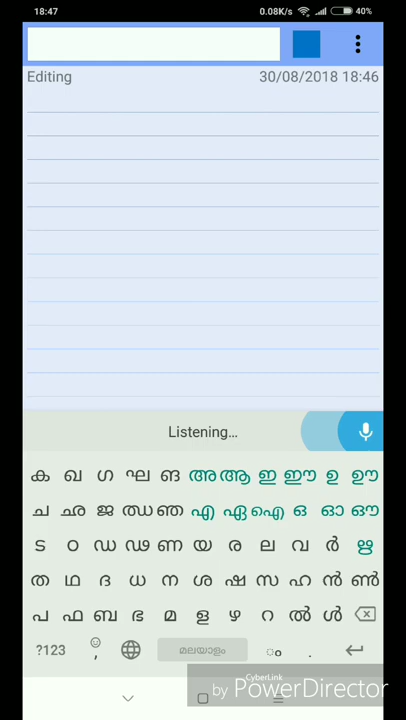 18:47 0.08K/s 40%
Editing 30/08/2018 18:46
Listening...
ക ഖ ഗ ഘ ങ അ ആ ഇ ഈ ഉ ഊ
ച ഛ ജ ഝ ഞ എ ഏ ഐ ഒ ഓ ഔ
ട ഠ ഡ ഢ ണ യ ര ല വ ർ ഋ
ത ഥ ദ ധ ന ശ ഷ സ ഹ ൻ ൺ
പ ഫ ബ ഭ മ ള ഴ റ ൽ ൾ
?123 , മലയാളം ം .
CyberLink
by PowerDirector